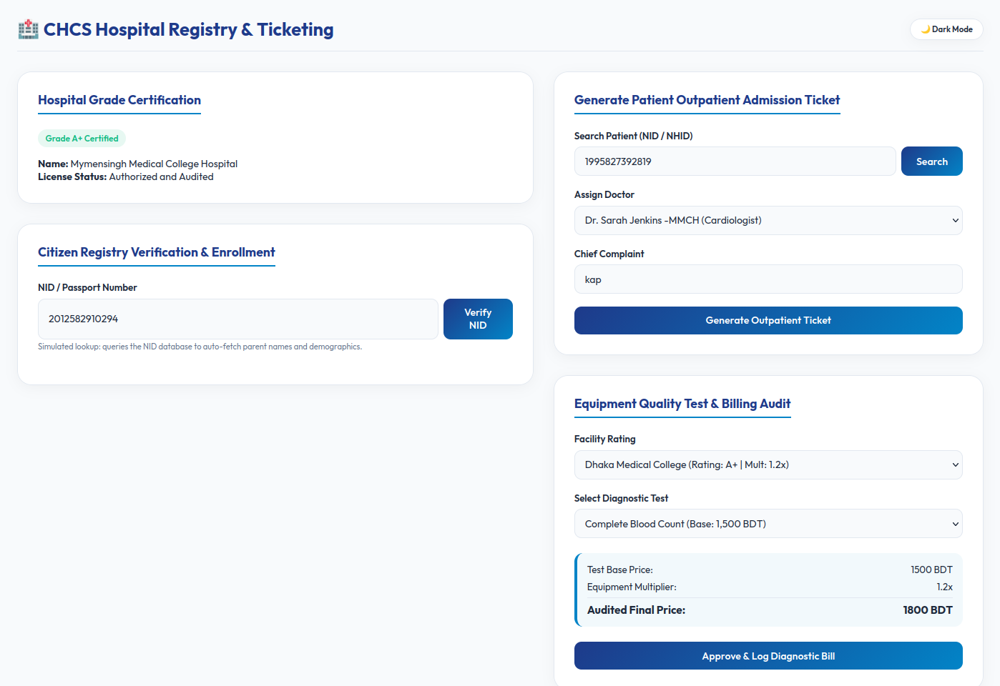 🏥 CHCS Hospital Registry & Ticketing
🌙 Dark Mode
Hospital Grade Certification
Grade A+ Certified
Name: Mymensingh Medical College Hospital
License Status: Authorized and Audited
Citizen Registry Verification & Enrollment
NID / Passport Number
2012582910294
Verify
NID
Simulated lookup: queries the NID database to auto-fetch parent names and demographics.
Generate Patient Outpatient Admission Ticket
Search Patient (NID / NHID)
1995827392819
Search
Assign Doctor
Dr. Sarah Jenkins -MMCH (Cardiologist)
Chief Complaint
kap
Generate Outpatient Ticket
Equipment Quality Test & Billing Audit
Facility Rating
Dhaka Medical College (Rating: A+ | Mult: 1.2x)
Select Diagnostic Test
Complete Blood Count (Base: 1,500 BDT)
Test Base Price: 1500 BDT
Equipment Multiplier: 1.2x
Audited Final Price: 1800 BDT
Approve & Log Diagnostic Bill